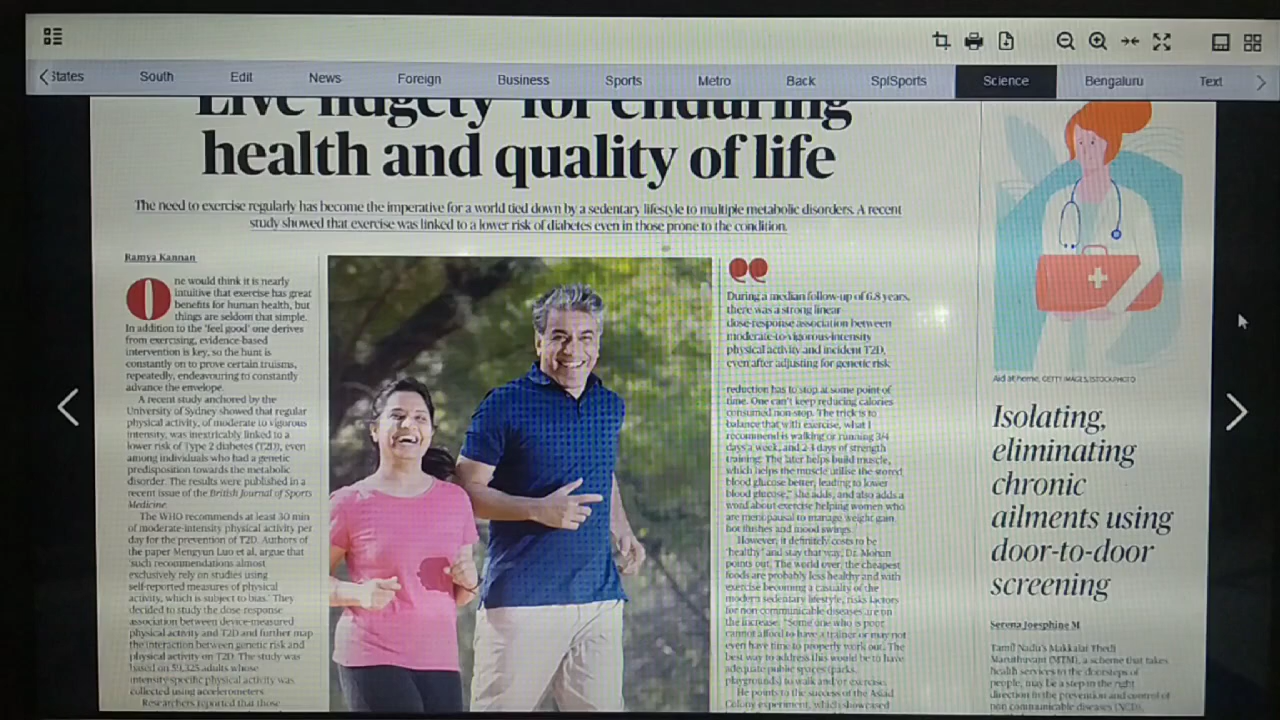 States South Edit News Foreign Business Sports Metro Back SplSports Science Bengaluru Text
Live 'fidgety' for enduring
health and quality of life
The need to exercise regularly has become the imperative for a world tied down by a sedentary lifestyle to multiple metabolic disorders. A recent
study showed that exercise was linked to a lower risk of diabetes even in those prone to the condition.
Ramya Kannan
One would think it is nearly
intuitive that exercise has great
benefits for human health, but
things are seldom that simple.
In addition to the 'feel good' one derives
from exercising, evidence-based
intervention is key, so the hunt is
constantly on to prove certain truisms,
repeatedly, endeavouring to constantly
advance the envelope.
A recent study anchored by the
University of Sydney showed that regular
physical activity, of moderate to vigorous
intensity, was inextricably linked to a
lower risk of Type 2 diabetes (T2D), even
among individuals who had a genetic
predisposition towards the metabolic
disorder. The results were published in a
recent issue of the British Journal of Sports
Medicine.
The WHO recommends at least 30 min
of moderate-intensity physical activity per
day for the prevention of T2D. Authors of
the paper Mengyun Luo et al, argue that
'such recommendations almost
exclusively rely on studies using
self-reported measures of physical
activity, which is subject to bias.' They
decided to study the dose-response
association between device-measured
physical activity and T2D and further map
the interaction between genetic risk and
physical activity on T2D. The study was
based on 59,325 adults whose
intensity-specific physical activity was
collected using accelerometers.
Researchers reported that those
During a median follow-up of 6.8 years,
there was a strong linear
dose-response association between
moderate-to-vigorous-intensity
physical activity and incident T2D,
even after adjusting for genetic risk
reduction has to stop at some point of
time. One can't keep reducing calories
consumed non-stop. The trick is to
balance that with exercise, what I
recommend is walking or running 3/4
days a week, and 2-3 days of strength
training. The later helps build muscle,
which helps the muscle utilise the stored
blood glucose better, leading to lower
blood glucose," she adds, and also adds a
word about exercise helping women who
are menopausal to manage weight gain,
hot flushes and mood swings.
However, it definitely costs to be
"healthy" and stay that way, Dr. Mohan
points out. The world over, the cheapest
foods are probably less healthy and with
exercise becoming a casualty of the
modern sedentary lifestyle, risks factors
for non communicable diseases are on
the increase. "Some one who is poor
cannot afford to have a trainer or may not
even have time to properly work out. The
best way to address this would be to have
adequate public spaces (parks,
playgrounds) to walk and/or exercise.
He points to the success of the Asiad
Colony experiment, which showcased
Aid at home. GETTY IMAGES/ISTOCKPHOTO
Isolating,
eliminating
chronic
ailments using
door-to-door
screening
Serena Josephine M
Tamil Nadu's Makkalai Thedi
Maruthuvam (MTM), a scheme that takes
health services to the doorsteps of
people, may be a step in the right
direction in the prevention and control of
non communicable diseases (NCD),